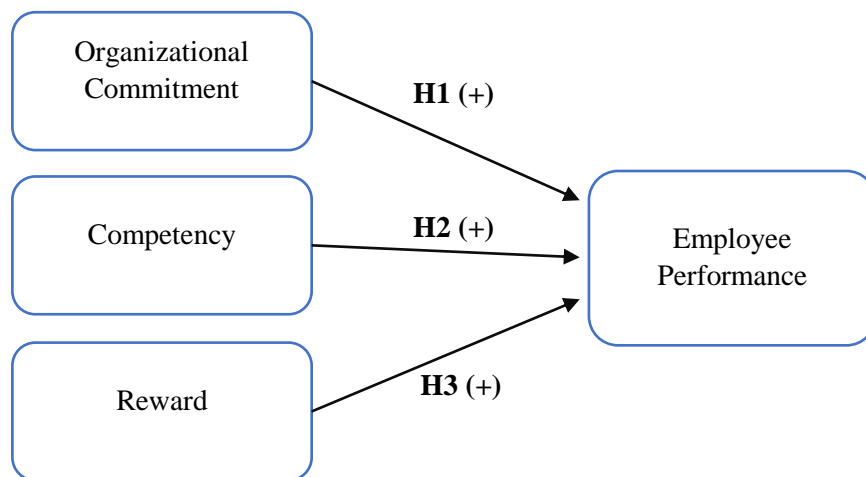 Organizational
Commitment
H1 (+)
Competency
H2 (+)
Employee
Performance
Reward
H3 (+)